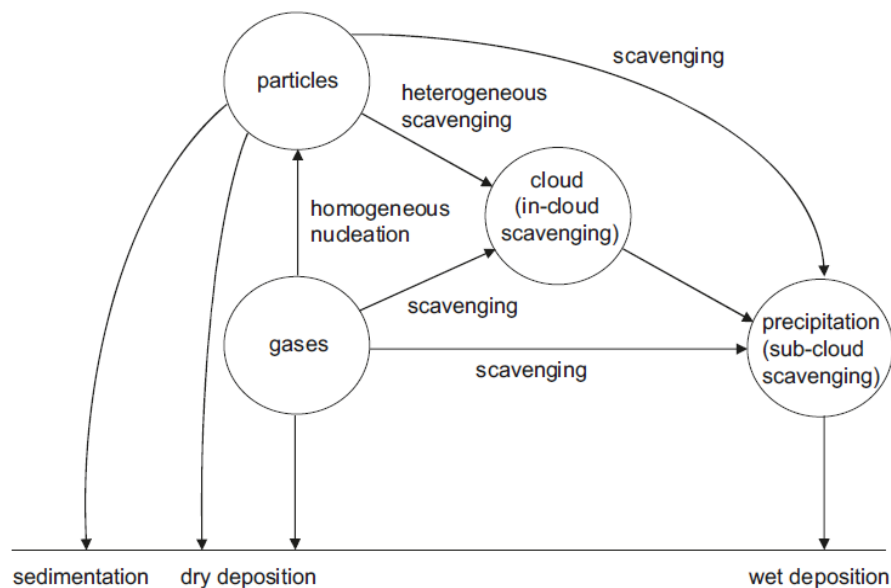 particles
scavenging
heterogeneous
scavenging
cloud
(in-cloud
scavenging)
homogeneous
nucleation
scavenging
gases
precipitation
(sub-cloud
scavenging)
scavenging
sedimentation
dry deposition
wet deposition